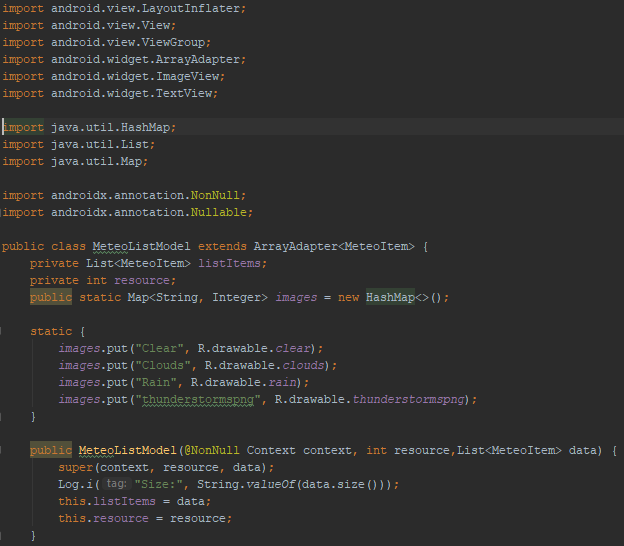 import android.view.LayoutInflater;
import android.view.View;
import android.view.ViewGroup;
import android.widget.ArrayAdapter;
import android.widget.ImageView;
import android.widget.TextView;
import java.util.HashMap;
import java.util.List;
import java.util.Map;
import androidx.annotation.NonNull;
import androidx.annotation.Nullable;
public class MeteoListModel extends ArrayAdapter<MeteoItem> {
private List<MeteoItem> listItems;
private int resource;
public static Map<String, Integer> images = new HashMap<>();
static {
images.put("Clear", R.drawable.clear);
images.put("Clouds", R.drawable.clouds);
images.put("Rain", R.drawable.rain);
images.put("thunderstormspng", R.drawable.thunderstormspng);
}
public MeteoListModel(@NonNull Context context, int resource,List<MeteoItem> data) {
super(context, resource, data);
Log.i( tag: "Size:", String.valueOf(data.size()));
this.listItems = data;
this.resource = resource;
}